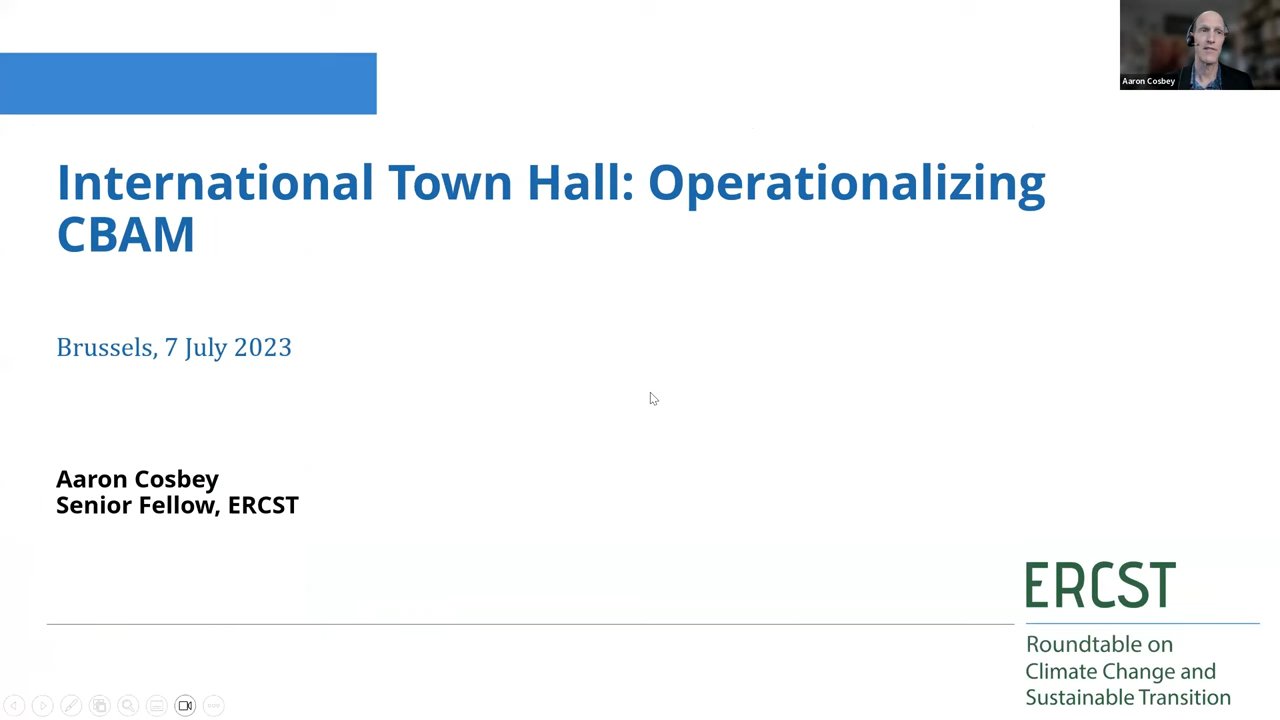 Aaron Cosbey
International Town Hall: Operationalizing
CBAM
Brussels, 7 July 2023
Aaron Cosbey
Senior Fellow, ERCST
ERCST
Roundtable on
Climate Change and
Sustainable Transition